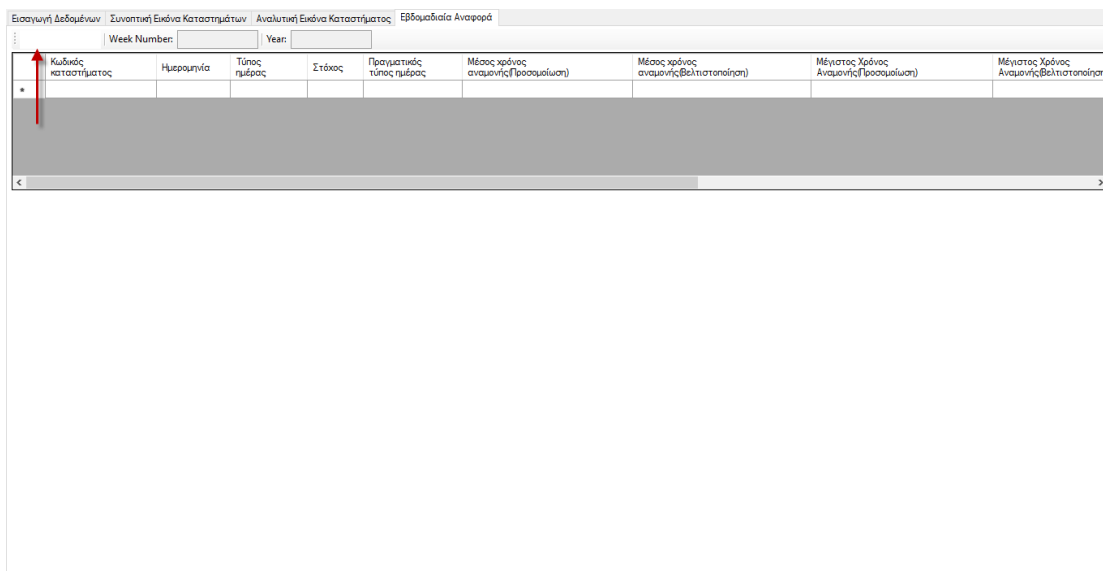 Εισαγωγή Δεδομένων Συνοπτική Εικόνα Καταστημάτων Αναλυτική Εικόνα Καταστήματος Εβδομαδιαία Αναφορά
Week Number: Year:
Κωδικός καταστήματος Ημερομηνία Τύπος ημέρας Στόχος Πραγματικός τύπος ημέρας Μέσος χρόνος αναμονής(Προσομοίωση) Μέσος χρόνος αναμονής(Βελτιστοποίηση) Μέγιστος Χρόνος Αναμονής(Προσομοίωση) Μέγιστος Χρόνος